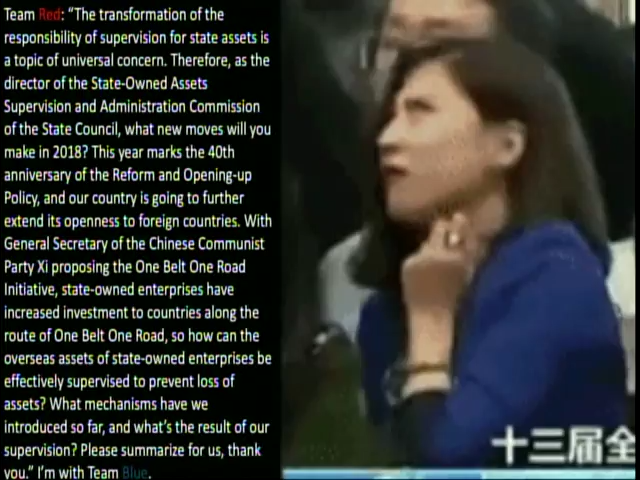 Team Red: “The transformation of the
responsibility of supervision for state assets is
a topic of universal concern. Therefore, as the
director of the State-Owned Assets
Supervision and Administration Commission
of the State Council, what new moves will you
make in 2018? This year marks the 40th
anniversary of the Reform and Opening-up
Policy, and our country is going to further
extend its openness to foreign countries. With
General Secretary of the Chinese Communist
Party Xi proposing the One Belt One Road
Initiative, state-owned enterprises have
increased investment to countries along the
route of One Belt One Road, so how can the
overseas assets of state-owned enterprises be
effectively supervised to prevent loss of
assets? What mechanisms have we
introduced so far, and what’s the result of our
supervision? Please summarize for us, thank
you.” I’m with Team Blue.
十三届全